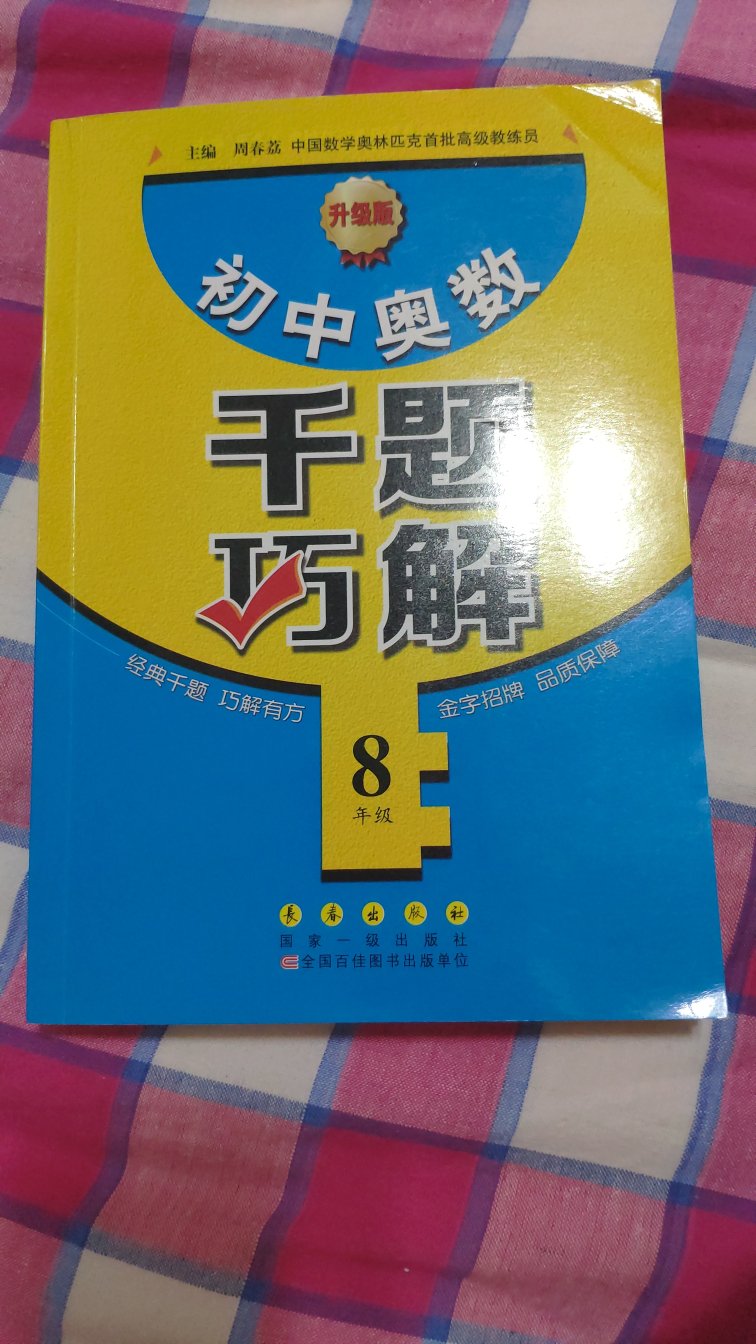 主编 周春荔 中国数学奥林匹克首批高级教练员
升级版
初中奥数
千题
巧解
经典千题 巧解有方
金字招牌 品质保障
8
年级
長春出版社
国家一级出版社
全国百佳图书出版单位